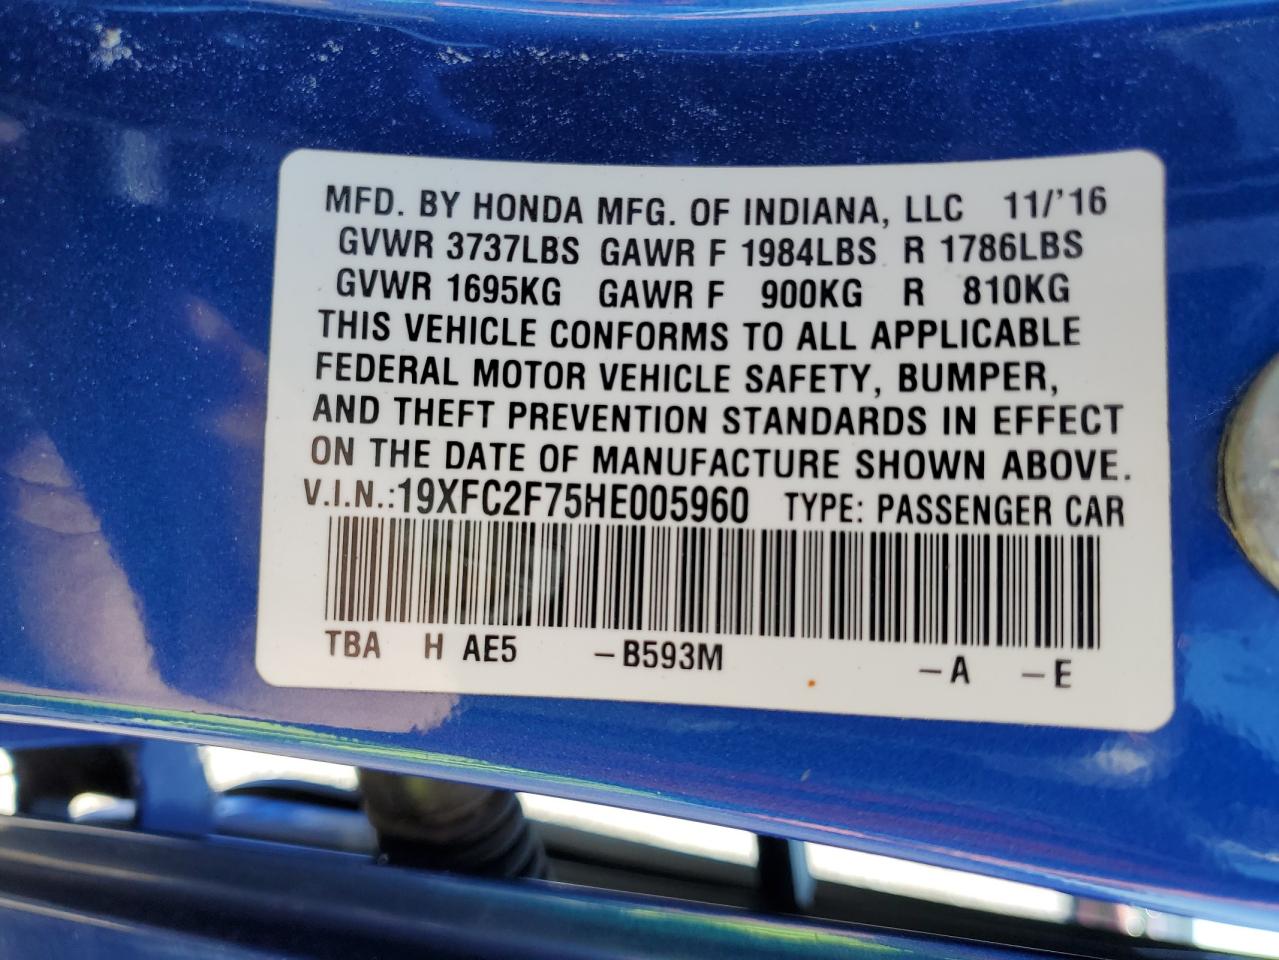 MFD. BY HONDA MFG. OF INDIANA, LLC 11/'16
GVWR 3737LBS GAWR F 1984LBS R 1786LBS
GVWR 1695KG GAWR F 900KG R 810KG
THIS VEHICLE CONFORMS TO ALL APPLICABLE
FEDERAL MOTOR VEHICLE SAFETY, BUMPER,
AND THEFT PREVENTION STANDARDS IN EFFECT
ON THE DATE OF MANUFACTURE SHOWN ABOVE.
V.I.N.:19XFC2F75HE005960 TYPE: PASSENGER CAR
TBA H AE5 –B593M –A –E